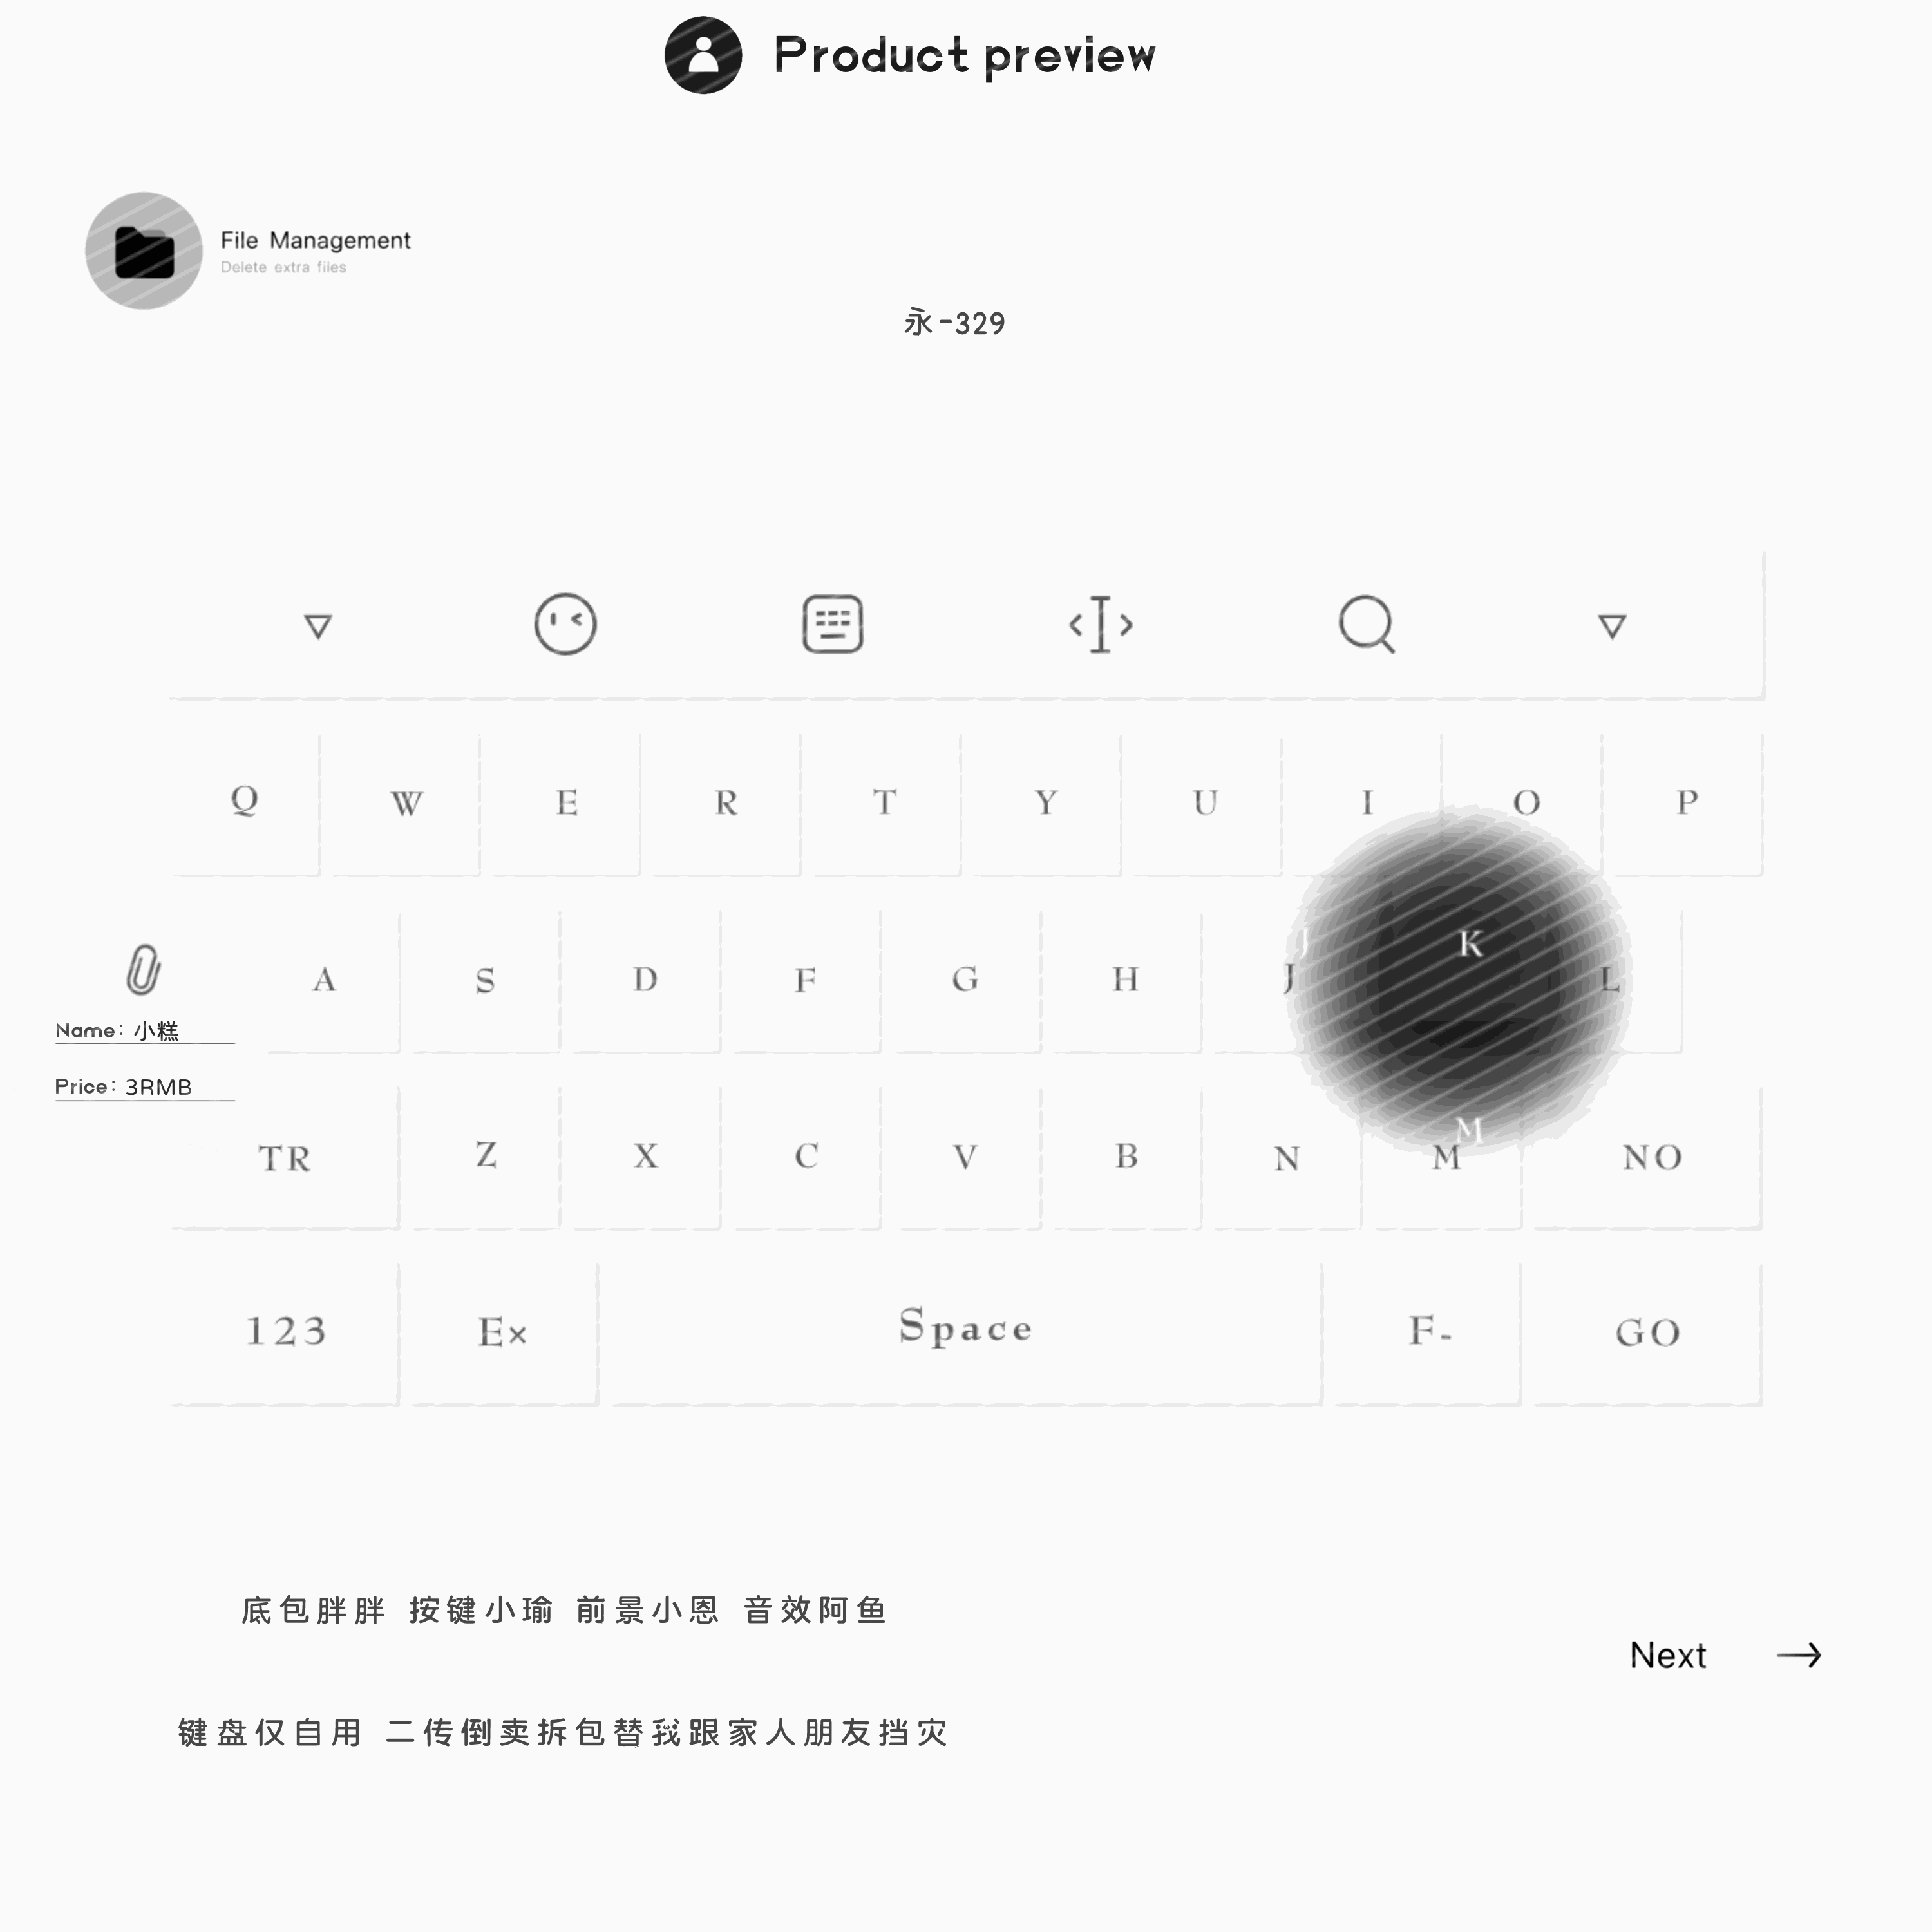 Product preview
File Management
Delete extra files
永-329
Q W E R T Y U I O P
J K
A S D F G H J L
Name: 小糕
Price: 3RMB
M
TR Z X C V B N M NO
123 Ex Space F- GO
底包胖胖 按键小瑜 前景小恩 音效阿鱼
Next
键盘仅自用 二传倒卖拆包替我跟家人朋友挡灾